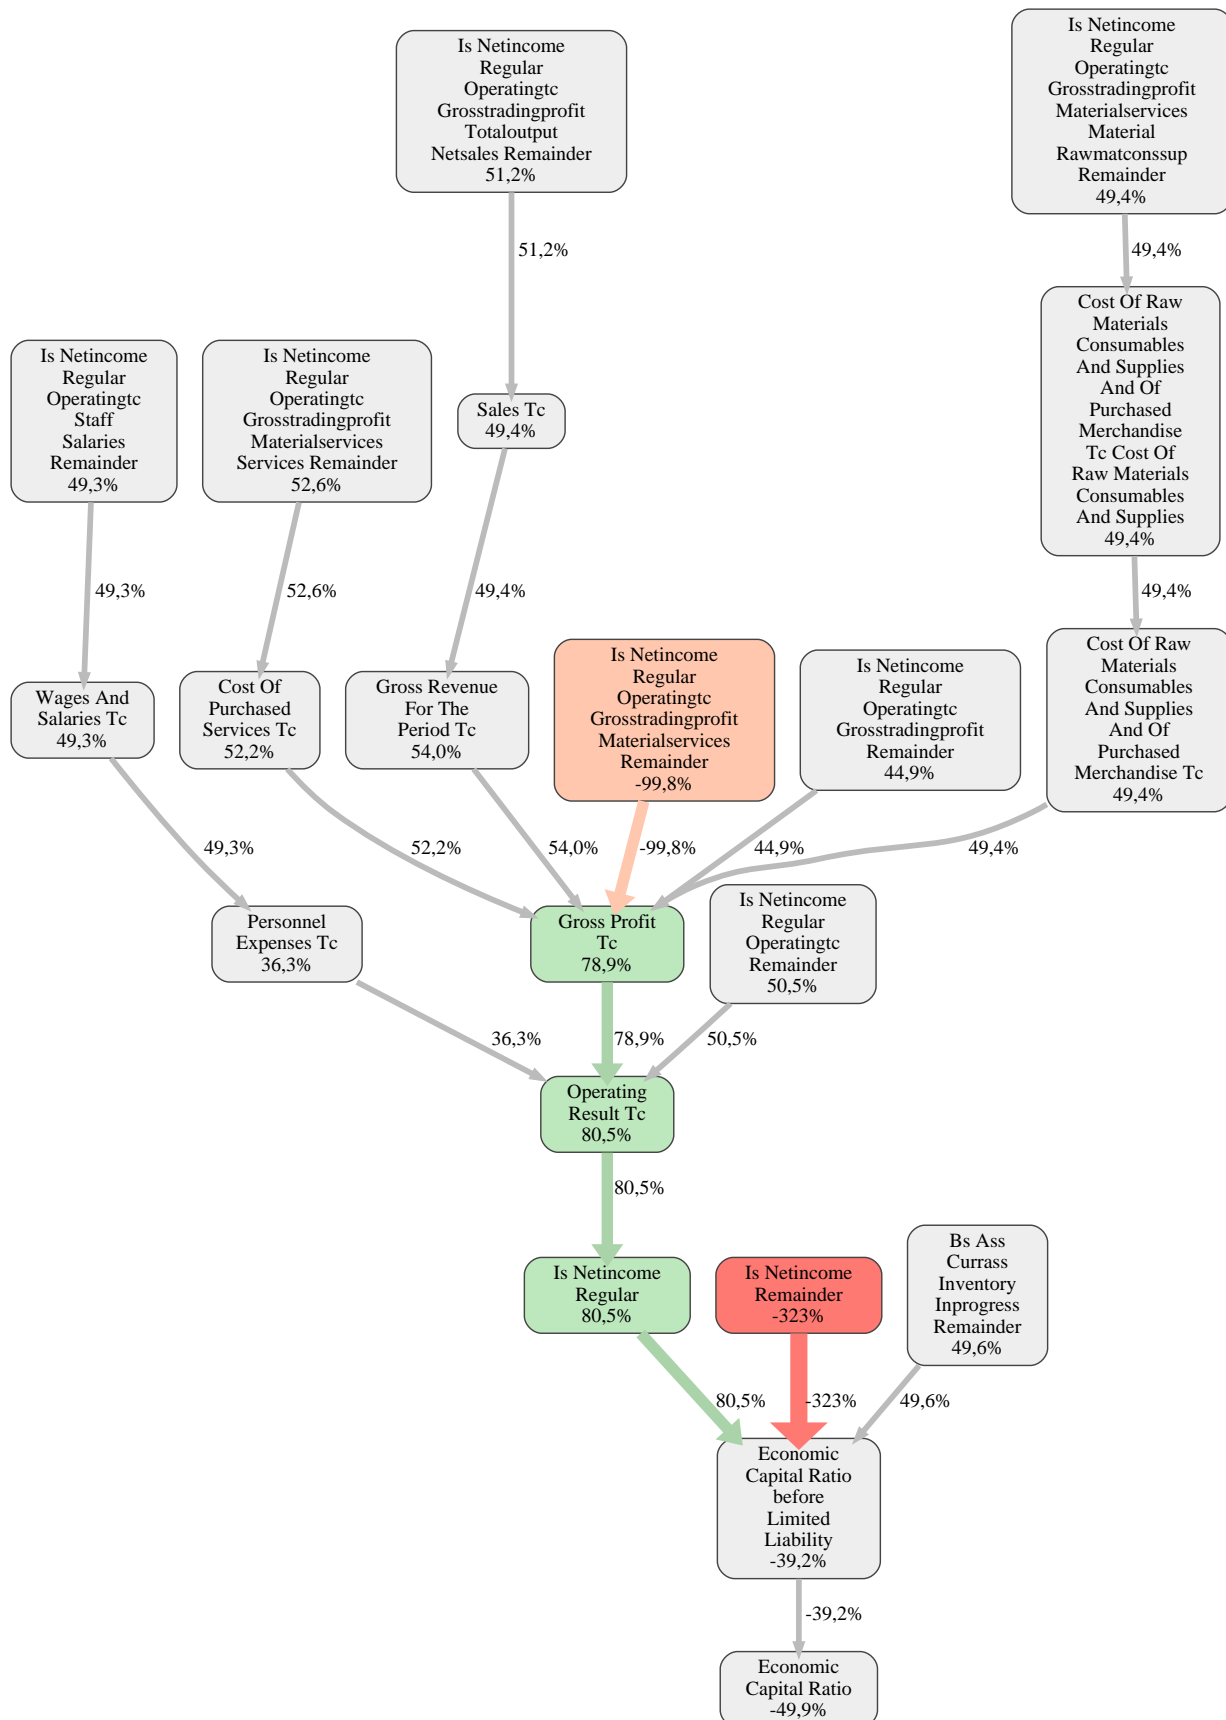 Is Netincome
Regular
Operatingtc
Grosstradingprofit
Totaloutput
Netsales Remainder
51,2%
Is Netincome
Regular
Operatingtc
Grosstradingprofit
Materialservices
Material
Rawmatconssup
Remainder
49,4%
51,2%
49,4%
Is Netincome
Regular
Operatingtc
Staff
Salaries
Remainder
49,3%
Is Netincome
Regular
Operatingtc
Grosstradingprofit
Materialservices
Services Remainder
52,6%
Sales Tc
49,4%
Cost Of Raw
Materials
Consumables
And Supplies
And Of
Purchased
Merchandise
Tc Cost Of
Raw Materials
Consumables
And Supplies
49,4%
49,3%
52,6%
49,4%
49,4%
Wages And
Salaries Tc
49,3%
Cost Of
Purchased
Services Tc
52,2%
Gross Revenue
For The
Period Tc
54,0%
Is Netincome
Regular
Operatingtc
Grosstradingprofit
Materialservices
Remainder
-99,8%
Is Netincome
Regular
Operatingtc
Grosstradingprofit
Remainder
44,9%
Cost Of Raw
Materials
Consumables
And Supplies
And Of
Purchased
Merchandise Tc
49,4%
49,3%
52,2%
54,0%
-99,8%
44,9%
49,4%
Personnel
Expenses Tc
36,3%
Gross Profit
Tc
78,9%
Is Netincome
Regular
Operatingtc
Remainder
50,5%
36,3%
78,9%
50,5%
Operating
Result Tc
80,5%
80,5%
Is Netincome
Regular
80,5%
Is Netincome
Remainder
-323%
Bs Ass
Currass
Inventory
Inprogress
Remainder
49,6%
80,5%
-323%
49,6%
Economic
Capital Ratio
before
Limited
Liability
-39,2%
-39,2%
Economic
Capital Ratio
-49,9%